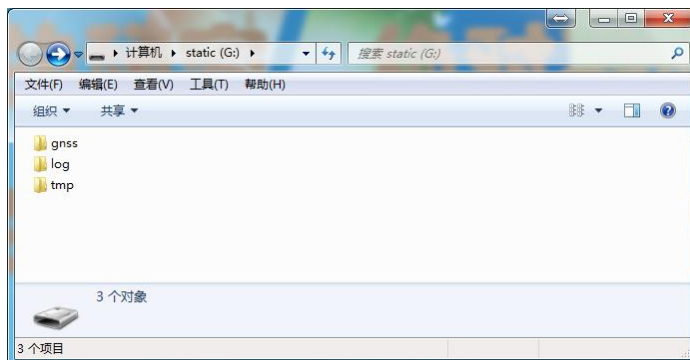 计算机 static (G:)
搜索 static (G:)
文件(F) 编辑(E) 查看(V) 工具(T) 帮助(H)
组织 共享
gnss
log
tmp
3 个对象
3 个项目